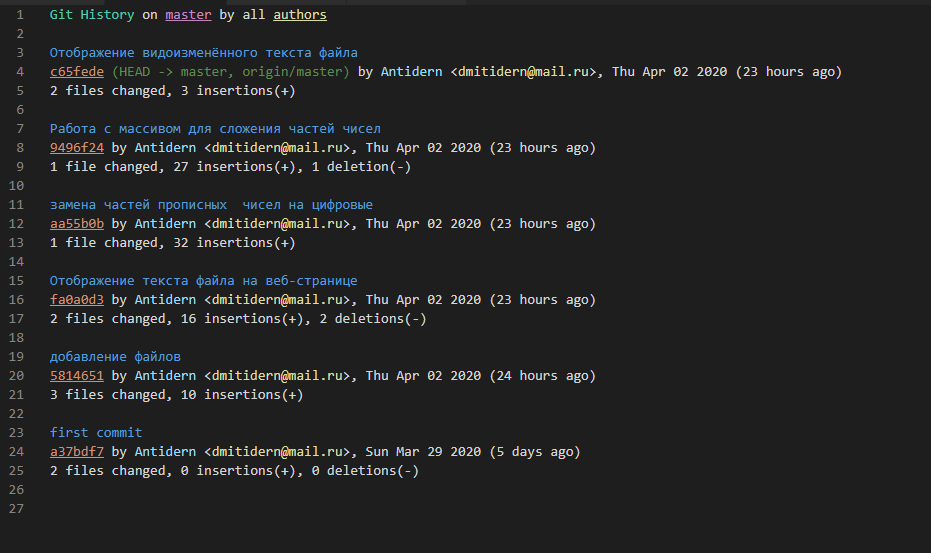 1 Git History on master by all authors
2
3 Отображение видоизменённого текста файла
4 c65fede (HEAD -> master, origin/master) by Antidern <dmitidern@mail.ru>, Thu Apr 02 2020 (23 hours ago)
5 2 files changed, 3 insertions(+)
6
7 Работа с массивом для сложения частей чисел
8 9496f24 by Antidern <dmitidern@mail.ru>, Thu Apr 02 2020 (23 hours ago)
9 1 file changed, 27 insertions(+), 1 deletion(-)
10
11 замена частей прописных  чисел на цифровые
12 aa55b0b by Antidern <dmitidern@mail.ru>, Thu Apr 02 2020 (23 hours ago)
13 1 file changed, 32 insertions(+)
14
15 Отображение текста файла на веб-странице
16 fa0a0d3 by Antidern <dmitidern@mail.ru>, Thu Apr 02 2020 (23 hours ago)
17 2 files changed, 16 insertions(+), 2 deletions(-)
18
19 добавление файлов
20 5814651 by Antidern <dmitidern@mail.ru>, Thu Apr 02 2020 (24 hours ago)
21 3 files changed, 10 insertions(+)
22
23 first commit
24 a37bdf7 by Antidern <dmitidern@mail.ru>, Sun Mar 29 2020 (5 days ago)
25 2 files changed, 0 insertions(+), 0 deletions(-)
26
27